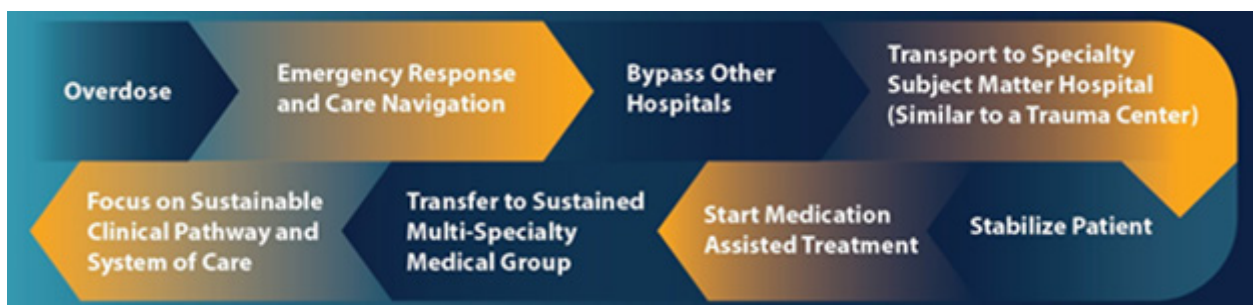 Overdose
Emergency Response
and Care Navigation
Bypass Other
Hospitals
Transport to Specialty
Subject Matter Hospital
(Similar to a Trauma Center)
Stabilize Patient
Start Medication
Assisted Treatment
Transfer to Sustained
Multi-Specialty
Medical Group
Focus on Sustainable
Clinical Pathway and
System of Care